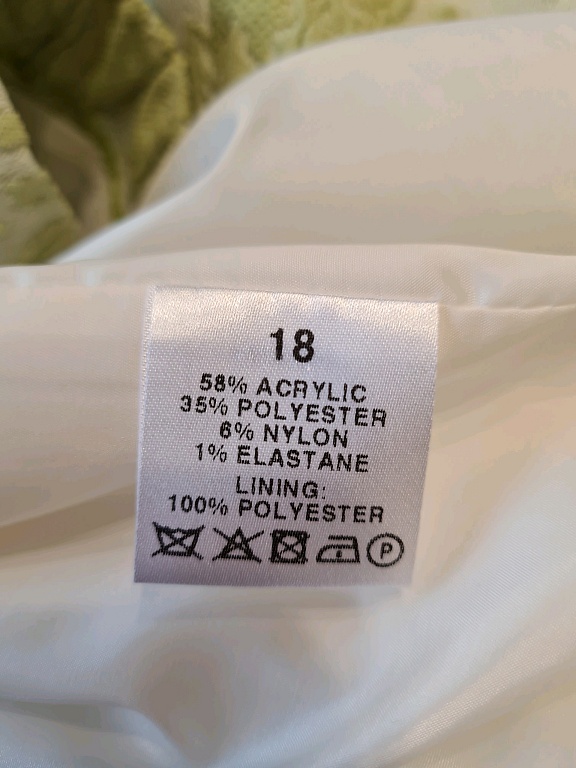 18
58% ACRYLIC
35% POLYESTER
6% NYLON
1% ELASTANE
LINING:
100% POLYESTER
P